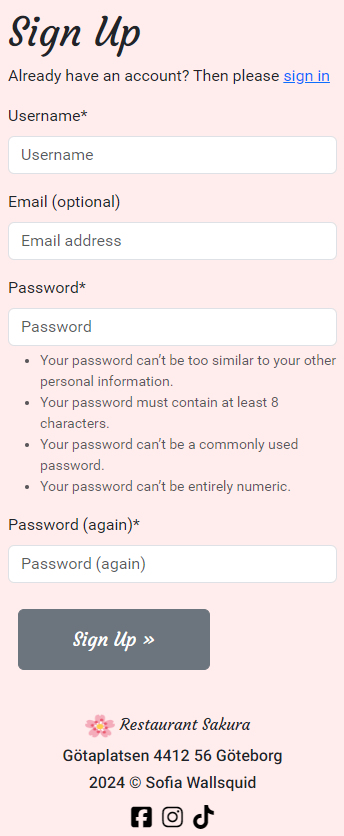 Sign Up
Already have an account? Then please sign in
Username*
Username
Email (optional)
Email address
Password*
Password
• Your password can’t be too similar to your other
personal information.
• Your password must contain at least 8
characters.
• Your password can’t be a commonly used
password.
• Your password can’t be entirely numeric.
Password (again)*
Password (again)
Sign Up »
Restaurant Sakura
Götaplatsen 4412 56 Göteborg
2024 © Sofia Wallsquid